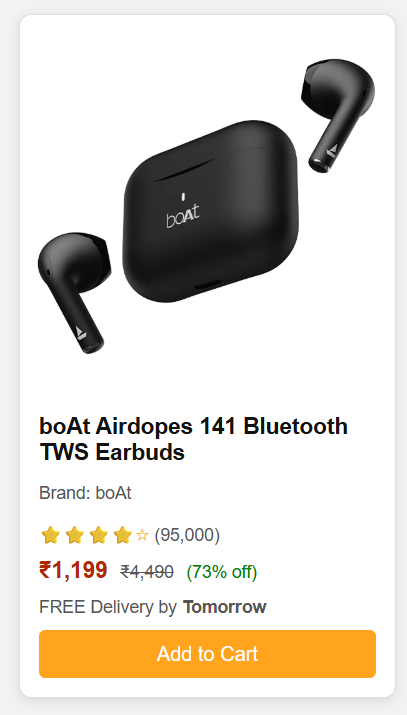 boAt
boAt Airdopes 141 Bluetooth
TWS Earbuds
Brand: boAt
⭐⭐⭐⭐☆ (95,000)
₹1,199 ₹4,490 (73% off)
FREE Delivery by Tomorrow
Add to Cart